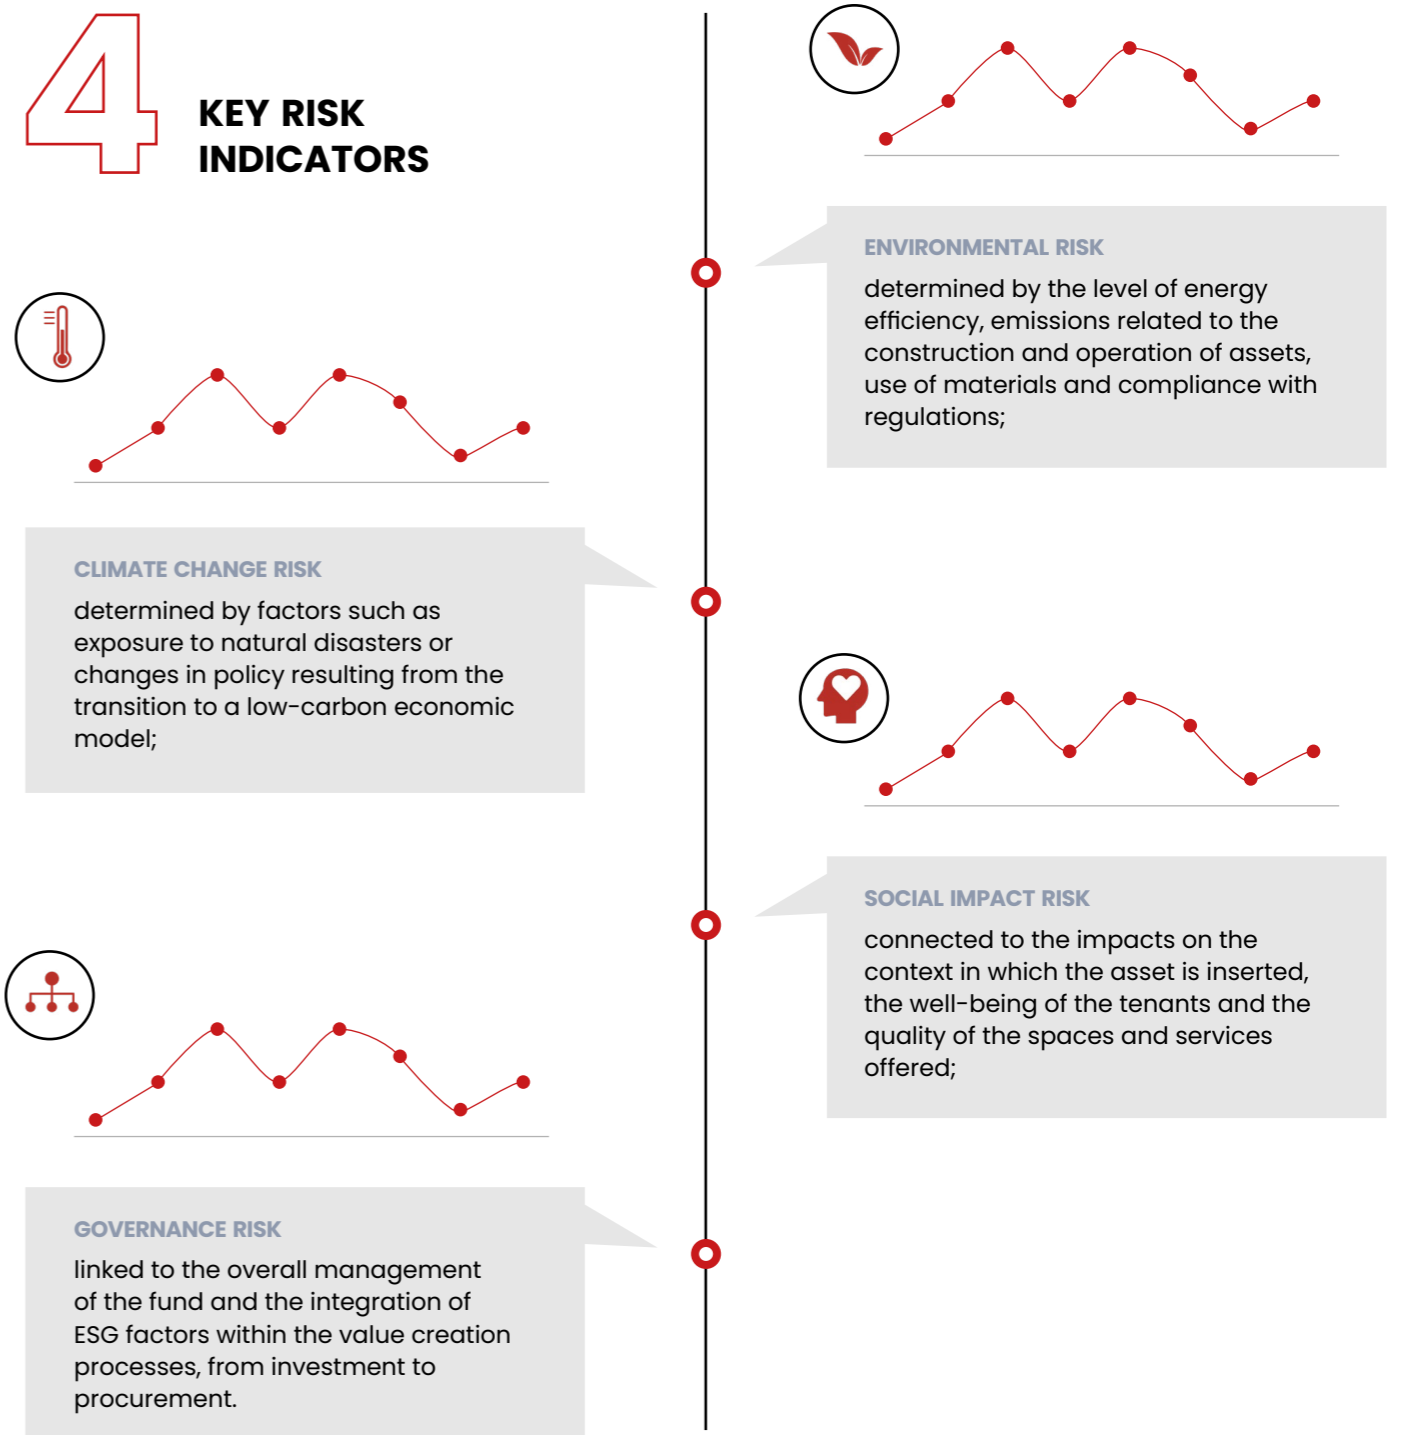 4
KEY RISK
INDICATORS
ENVIRONMENTAL RISK
determined by the level of energy
efficiency, emissions related to the
construction and operation of assets,
use of materials and compliance with
regulations;
CLIMATE CHANGE RISK
determined by factors such as
exposure to natural disasters or
changes in policy resulting from the
transition to a low-carbon economic
model;
SOCIAL IMPACT RISK
connected to the impacts on the
context in which the asset is inserted,
the well-being of the tenants and the
quality of the spaces and services
offered;
GOVERNANCE RISK
linked to the overall management
of the fund and the integration of
ESG factors within the value creation
processes, from investment to
procurement.